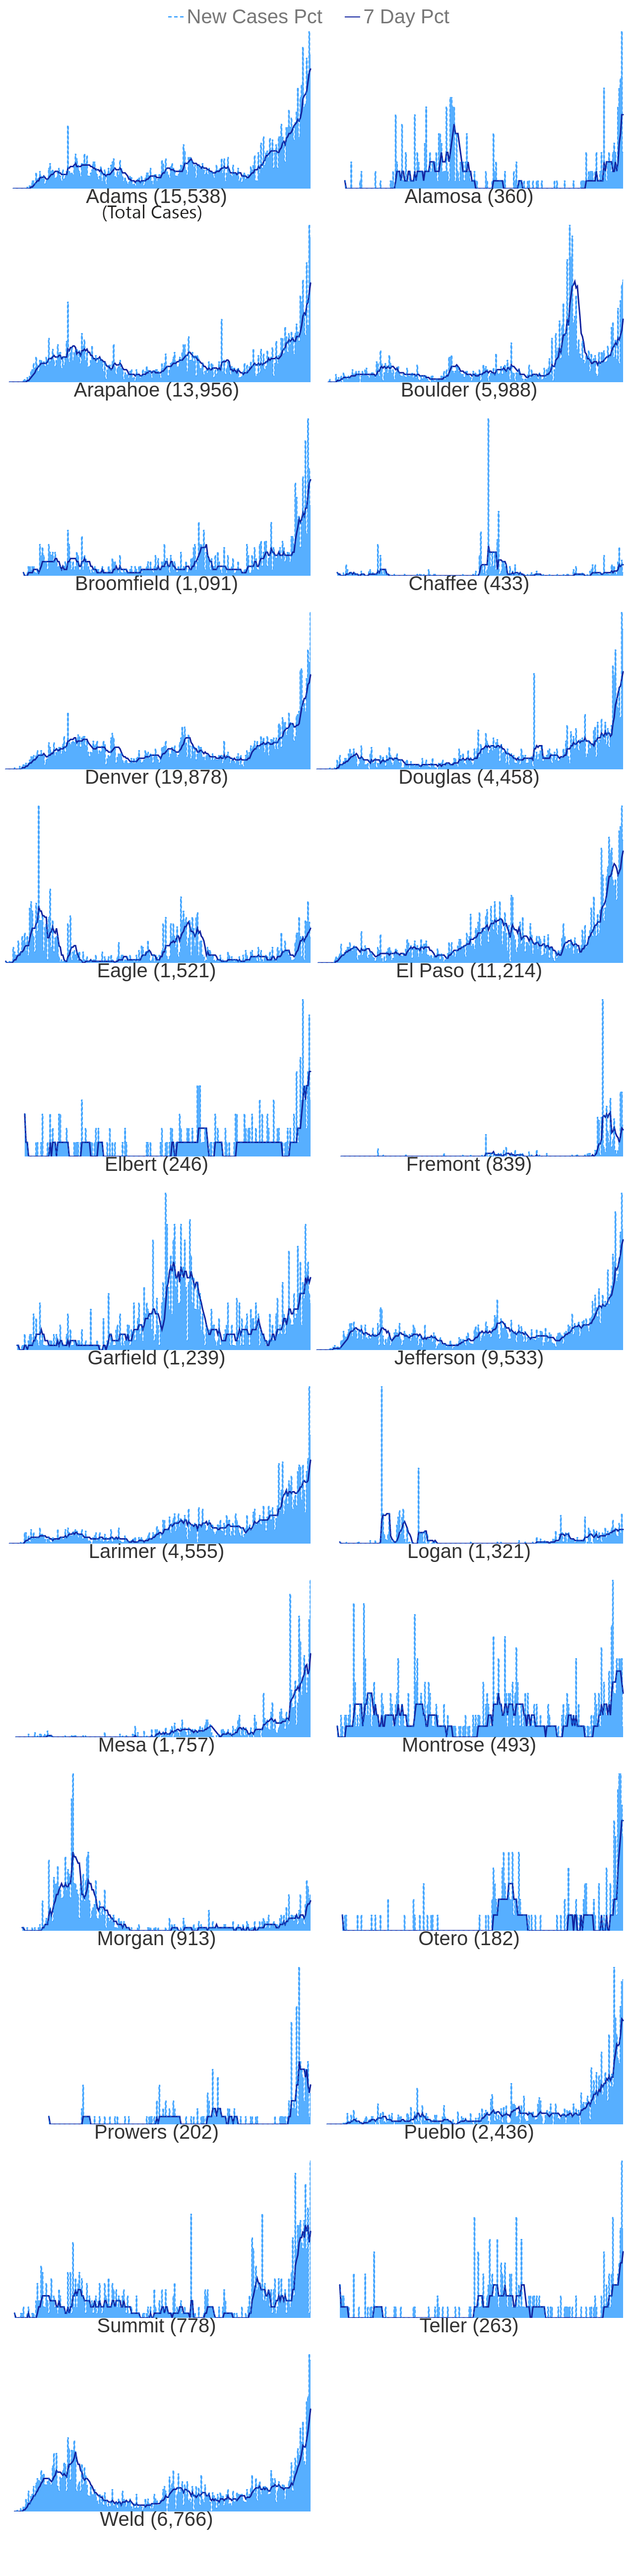 New Cases Pct 7 Day Pct
Adams (15,538) Alamosa (360)
(Total Cases)
Arapahoe (13,956) Boulder (5,988)
Broomfield (1,091) Chaffee (433)
Denver (19,878) Douglas (4,458)
Eagle (1,521) El Paso (11,214)
Elbert (246) Fremont (839)
Garfield (1,239) Jefferson (9,533)
Larimer (4,555) Logan (1,321)
Mesa (1,757) Montrose (493)
Morgan (913) Otero (182)
Prowers (202) Pueblo (2,436)
Summit (778) Teller (263)
Weld (6,766)